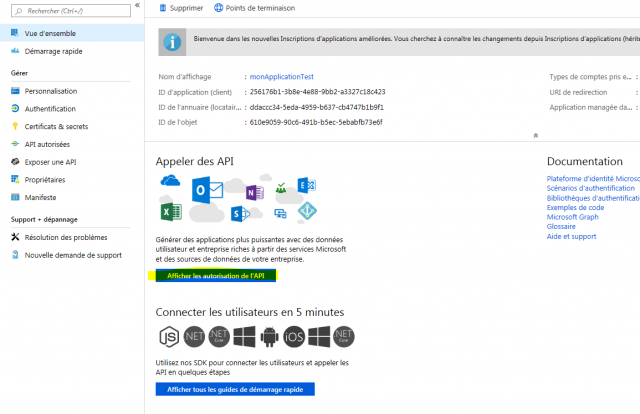 Rechercher (Ctrl+/)
«
Supprimer
Points de terminaison
Vue d'ensemble
Démarrage rapide
Gérer
Personnalisation
Authentification
Certificats & secrets
API autorisées
Exposer une API
Propriétaires
Manifeste
Support + dépannage
Résolution des problèmes
Nouvelle demande de support
Bienvenue dans les nouvelles Inscriptions d'applications améliorées. Vous cherchez à connaître les changements depuis Inscriptions d'applications (hérité
Nom d'affichage : monApplicationTest
Types de comptes pris e... :
ID d'application (client) : 256176b1-3b8e-4e88-9bb2-a3327c18c423
URI de redirection :
ID de l'annuaire (locatair... : ddaccc34-5eda-4959-b637-cb4747b1b9f1
Application managée da... :
ID de l'objet : 610e9059-90c6-491b-b5ec-5ebabfb73e6f
Appeler des API
Générer des applications plus puissantes avec des données
utilisateur et entreprise riches à partir des services Microsoft
et des sources de données de votre entreprise.
Afficher les autorisation de l'API
Connecter les utilisateurs en 5 minutes
JS .NET .NET Core iOS .NET Core
Utilisez nos SDK pour connecter les utilisateurs et appeler les
API en quelques étapes
Afficher tous les guides de démarrage rapide
Documentation
Plateforme d'identité Microso
Scénarios d'authentification
Bibliothèques d'authentificatio
Exemples de code
Microsoft Graph
Glossaire
Aide et support